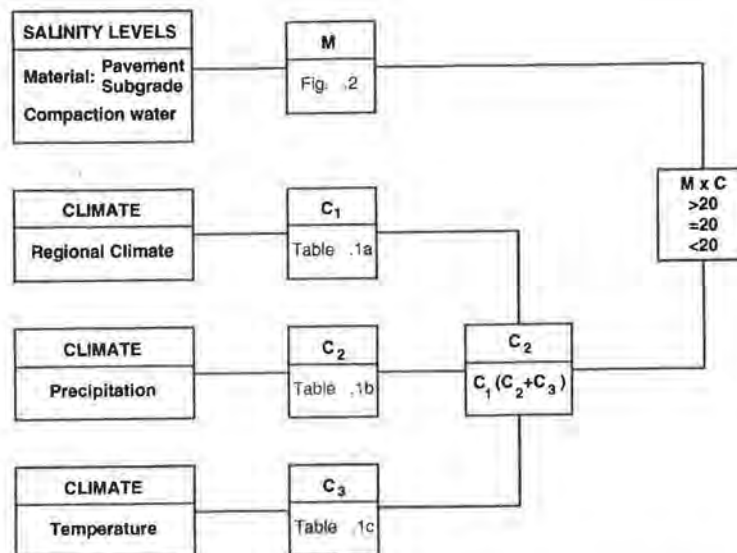 SALINITY LEVELS
Material: Pavement
Subgrade
Compaction water
M
Fig. .2
M x C
>20
=20
<20
CLIMATE
Regional Climate
C₁
Table .1a
CLIMATE
Precipitation
C₂
Table .1b
C₂
C₁(C₂+C₃)
CLIMATE
Temperature
C₃
Table .1c